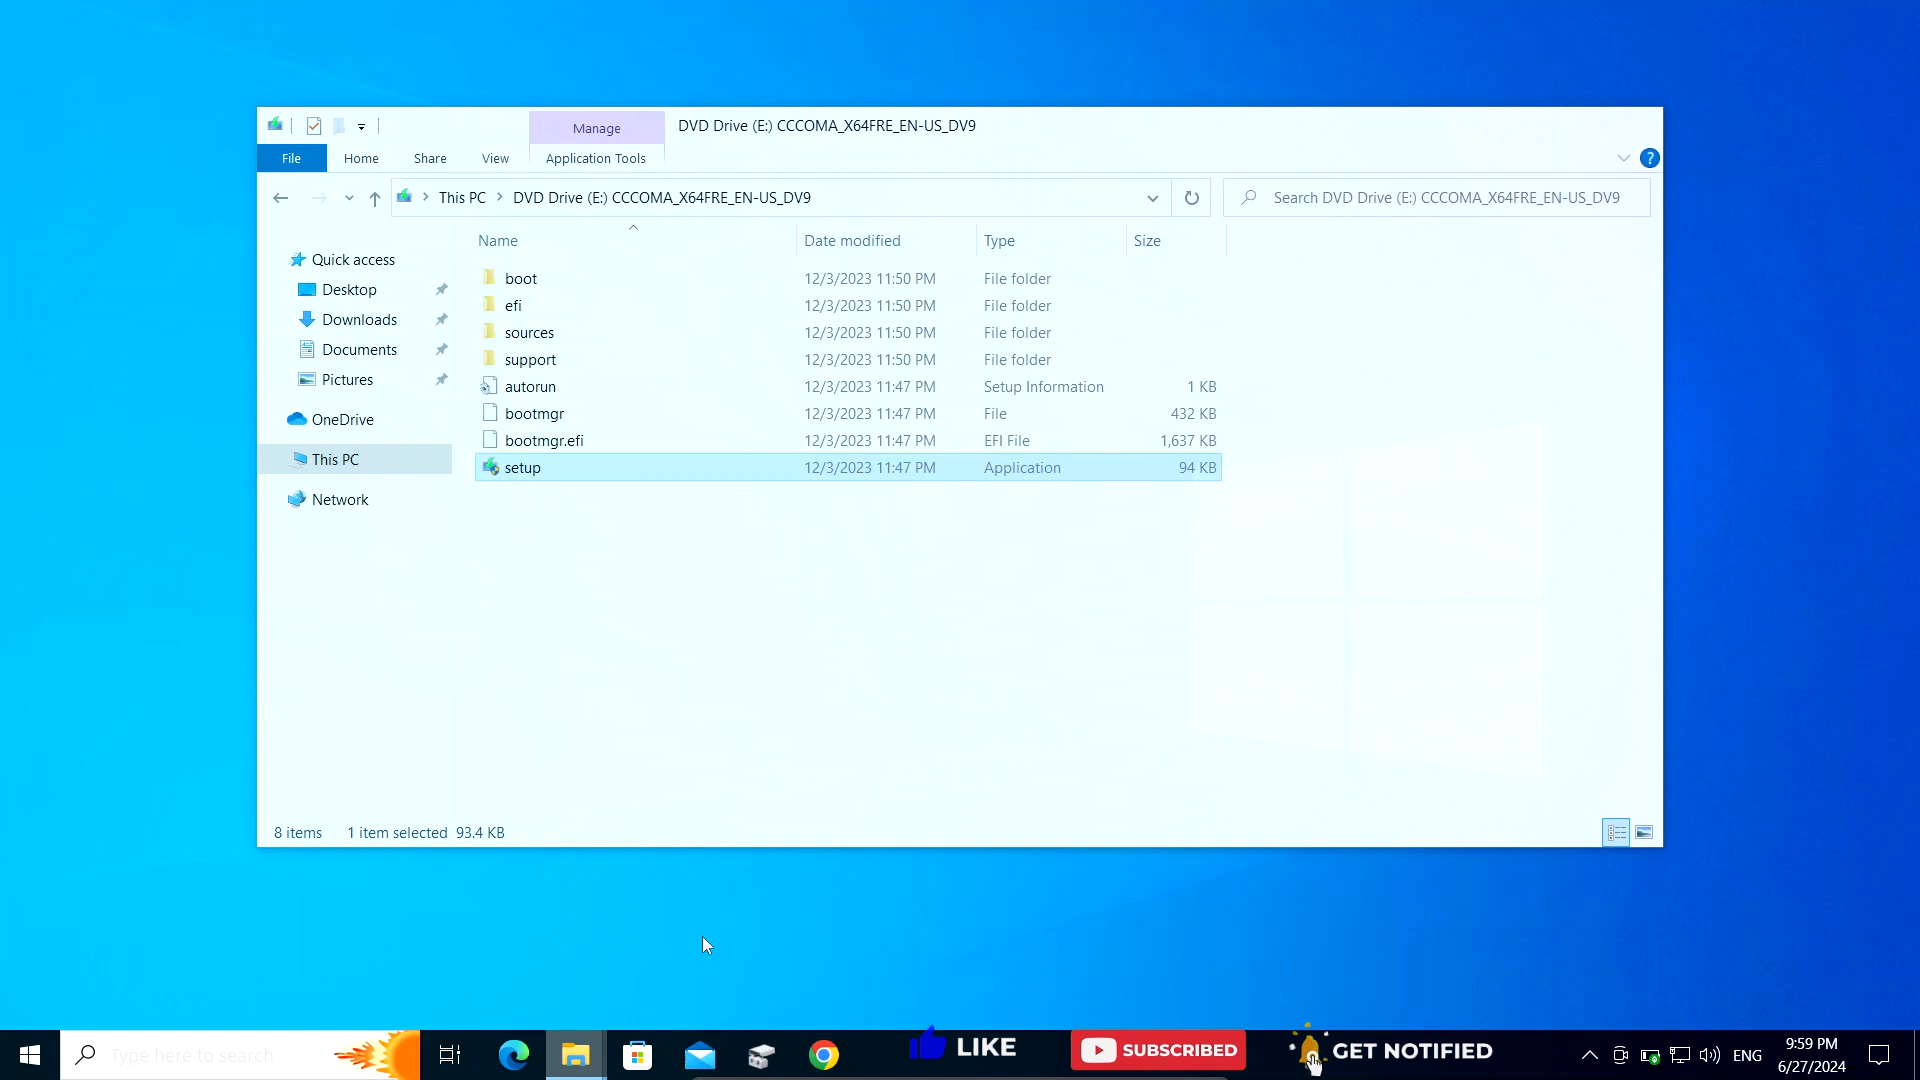 Manage
DVD Drive (E:) CCCOMA_X64FRE_EN-US_DV9
File
Home
Share
View
Application Tools
?
This PC
DVD Drive (E:) CCCOMA_X64FRE_EN-US_DV9
Search DVD Drive (E:) CCCOMA_X64FRE_EN-US_DV9
Name Date modified Type Size
Quick access
Desktop
Downloads
Documents
Pictures
OneDrive
This PC
Network
boot 12/3/2023 11:50 PM File folder
efi 12/3/2023 11:50 PM File folder
sources 12/3/2023 11:50 PM File folder
support 12/3/2023 11:50 PM File folder
autorun 12/3/2023 11:47 PM Setup Information 1 KB
bootmgr 12/3/2023 11:47 PM File 432 KB
bootmgr.efi 12/3/2023 11:47 PM EFI File 1,637 KB
setup 12/3/2023 11:47 PM Application 94 KB
8 items 1 item selected 93.4 KB
Type here to search
LIKE
SUBSCRIBED
GET NOTIFIED
ENG
9:59 PM
6/27/2024